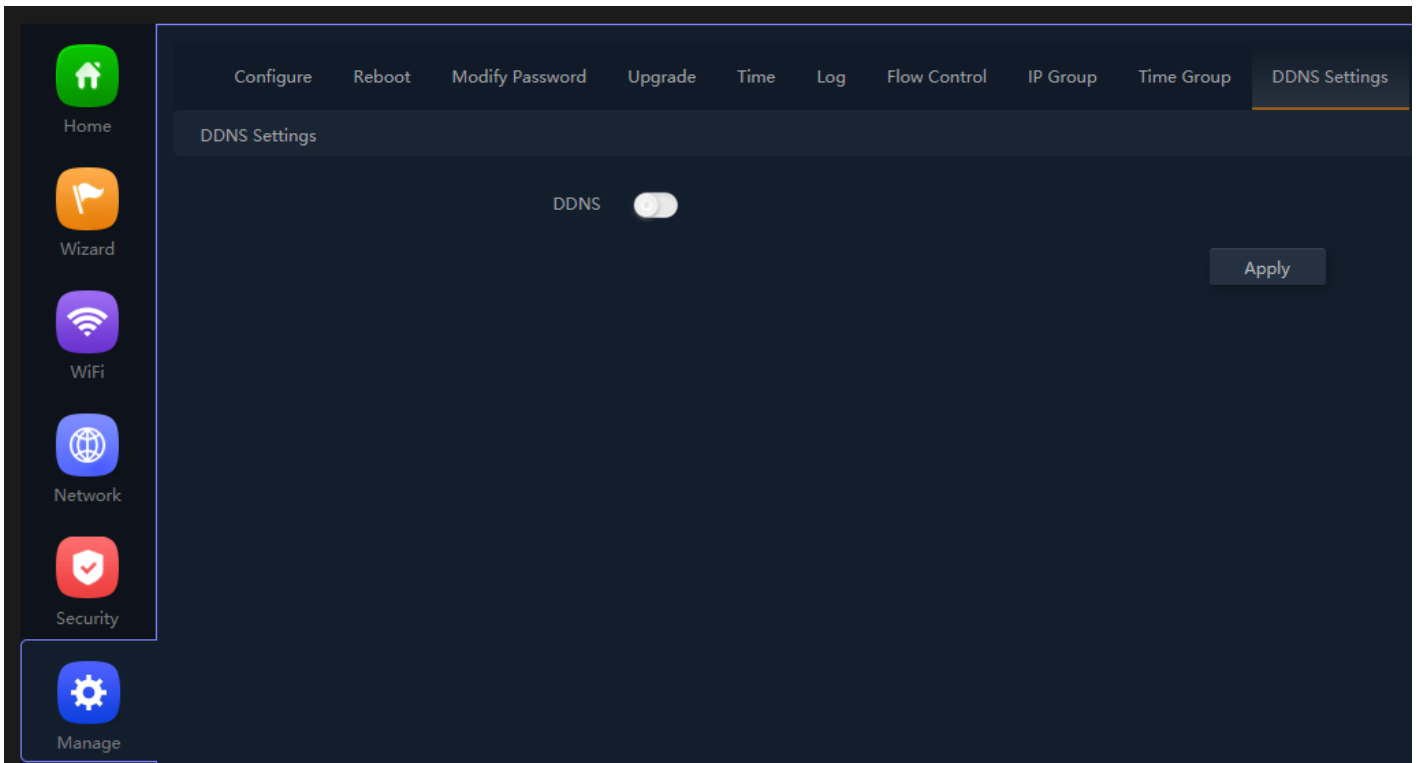 Home
Wizard
WiFi
Network
Security
Manage
Configure Reboot Modify Password Upgrade Time Log Flow Control IP Group Time Group DDNS Settings
DDNS Settings
DDNS
Apply